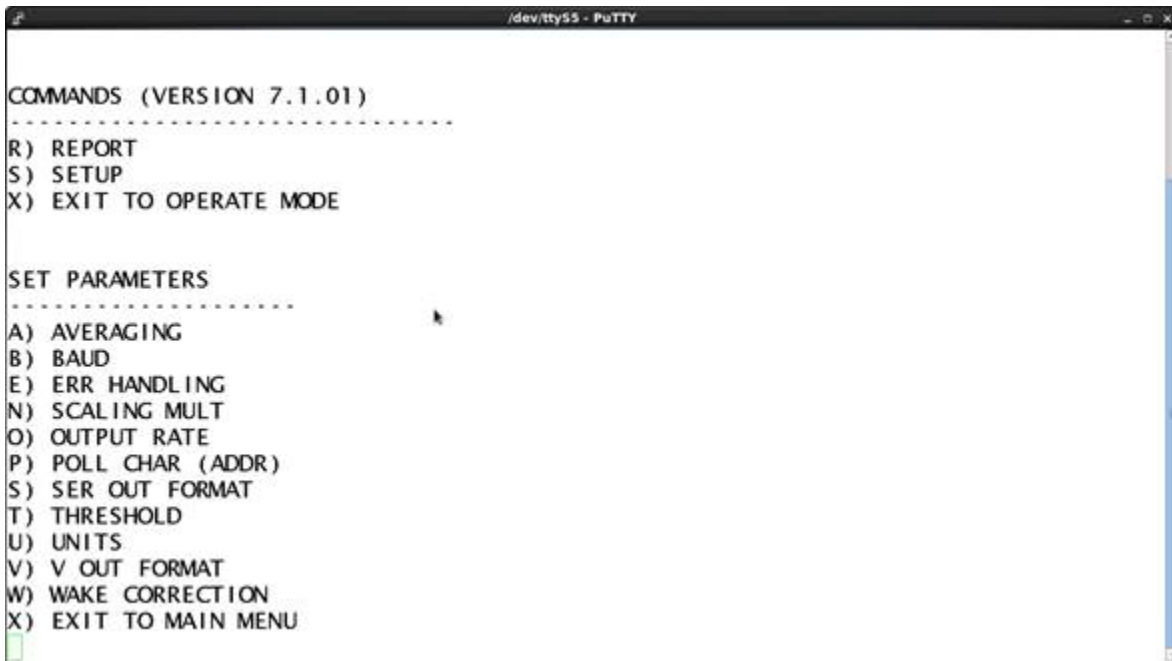 /dev/ttyS5 - PuTTY
COMMANDS (VERSION 7.1.01)
-------------------------------
R) REPORT
S) SETUP
X) EXIT TO OPERATE MODE
SET PARAMETERS
--------------------
A) AVERAGING
B) BAUD
E) ERR HANDLING
N) SCALING MULT
O) OUTPUT RATE
P) POLL CHAR (ADDR)
S) SER OUT FORMAT
T) THRESHOLD
U) UNITS
V) V OUT FORMAT
W) WAKE CORRECTION
X) EXIT TO MAIN MENU